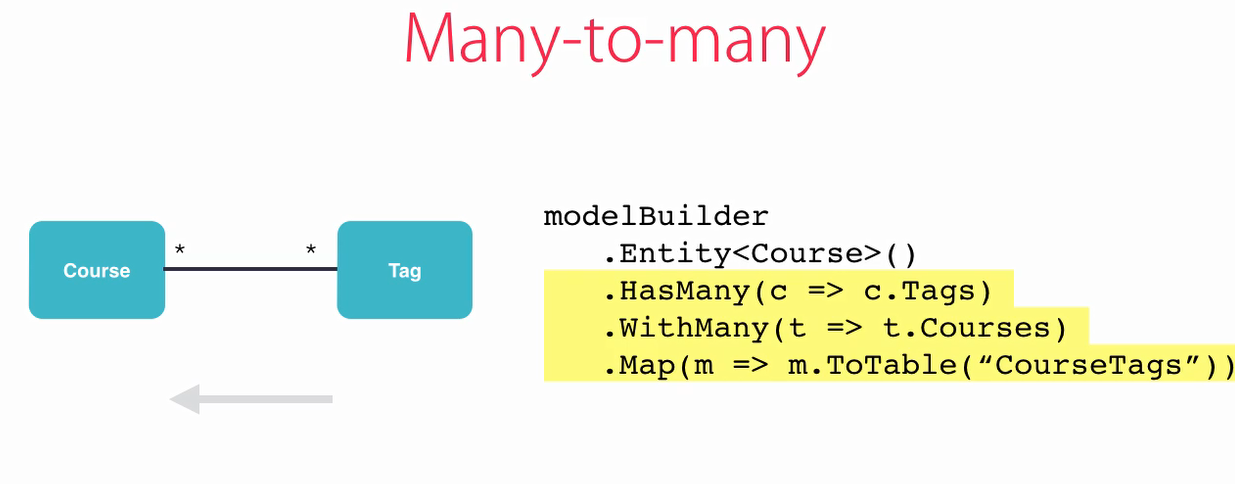 Many-to-many
Course
*
*
Tag
modelBuilder
.Entity<Course>()
.HasMany(c => c.Tags)
.WithMany(t => t.Courses)
.Map(m => m.ToTable(“CourseTags”))